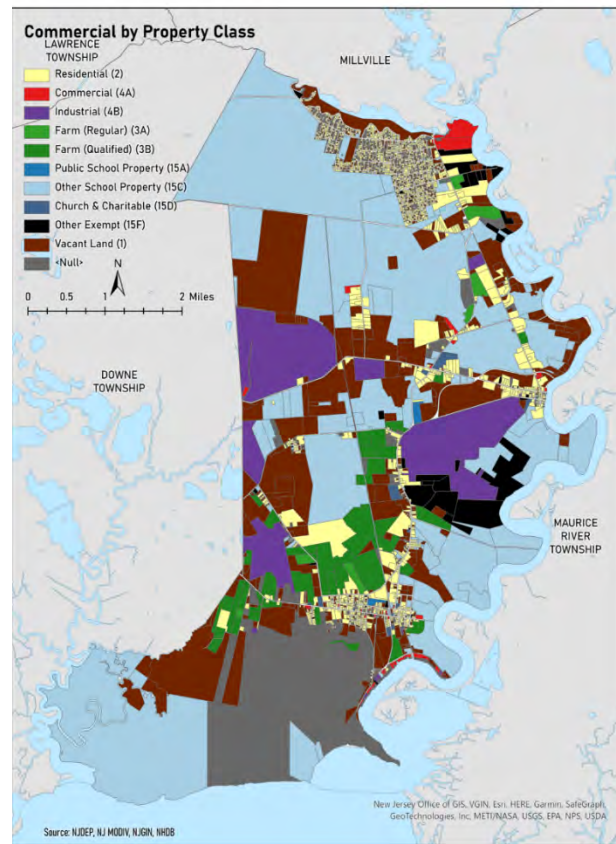 Commercial by Property Class
LAWRENCE
TOWNSHIP
MILLVILLE
Residential (2)
Commercial (4A)
Industrial (4B)
Farm (Regular) (3A)
Farm (Qualified) (3B)
Public School Property (15A)
Other School Property (15C)
Church & Charitable (15D)
Other Exempt (15F)
Vacant Land (1)
<Null>
N
0 0.5 1 2 Miles
DOWNE
TOWNSHIP
MAURICE
RIVER
TOWNSHIP
New Jersey Office of GIS, VGIN, Esri, HERE, Garmin, SafeGraph,
GeoTechnologies, Inc, METI/NASA, USGS, EPA, NPS, USDA
Source: NJDEP, NJ MODIV, NJGIN, NHDB